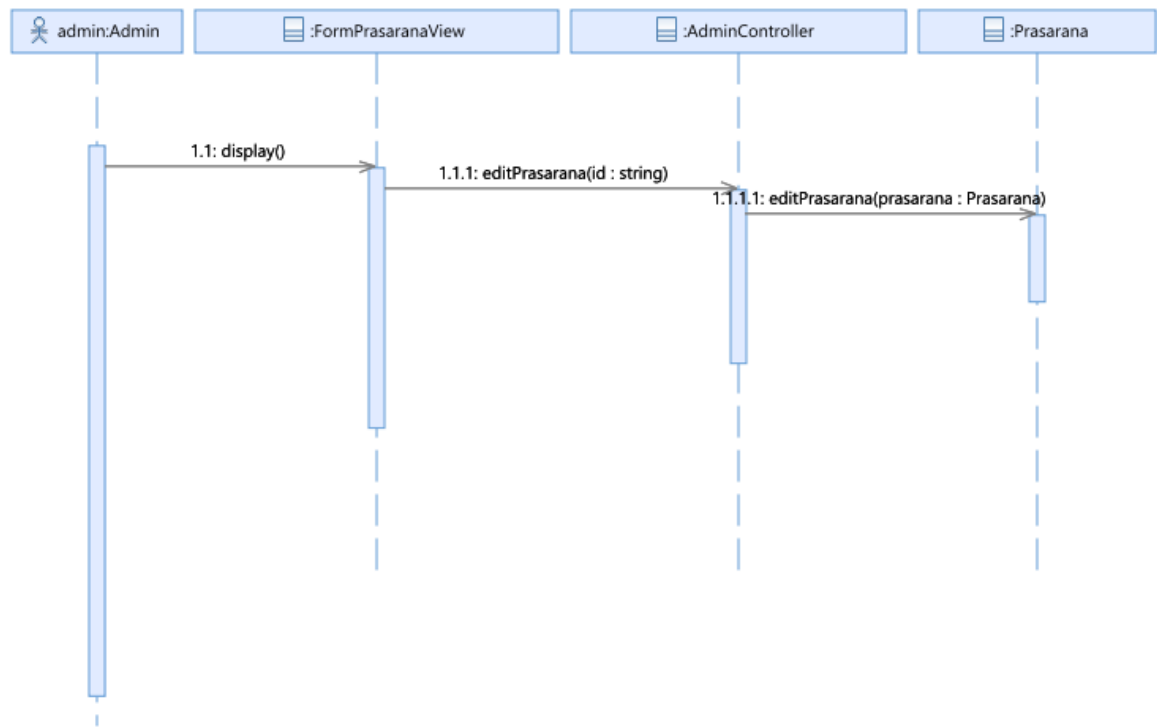 admin:Admin
:FormPrasaranaView
:AdminController
:Prasarana
1.1: display()
1.1.1: editPrasarana(id : string)
1.1.1.1: editPrasarana(prasarana : Prasarana)